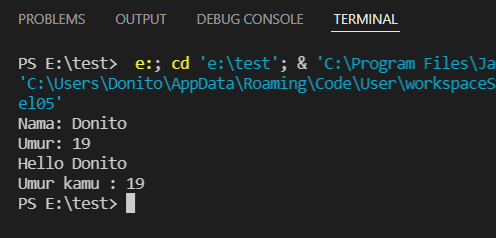 PROBLEMS OUTPUT DEBUG CONSOLE TERMINAL
PS E:\test>  e:; cd 'e:\test'; & 'C:\Program Files\Ja
'C:\Users\Donito\AppData\Roaming\Code\User\workspaceS
el05'
Nama: Donito
Umur: 19
Hello Donito
Umur kamu : 19
PS E:\test>